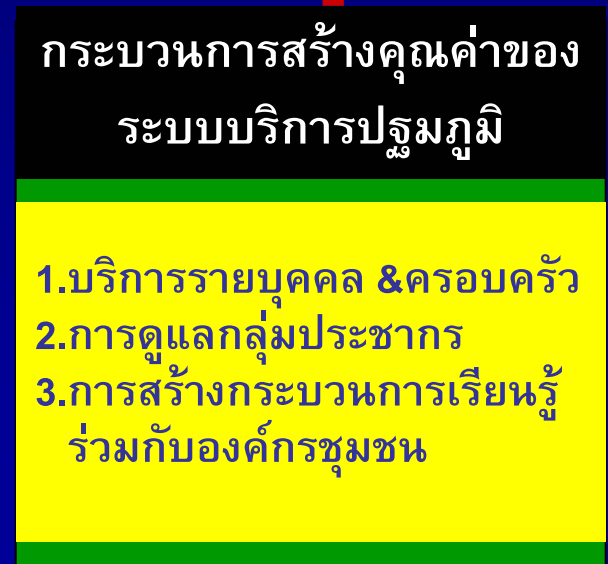 กระบวนการสร้างคุณค่าของ
ระบบบริการปฐมภูมิ
1.บริการรายบุคคล &ครอบครัว
2.การดูแลกลุ่มประชากร
3.การสร้างกระบวนการเรียนรู้
ร่วมกับองค์กรชุมชน